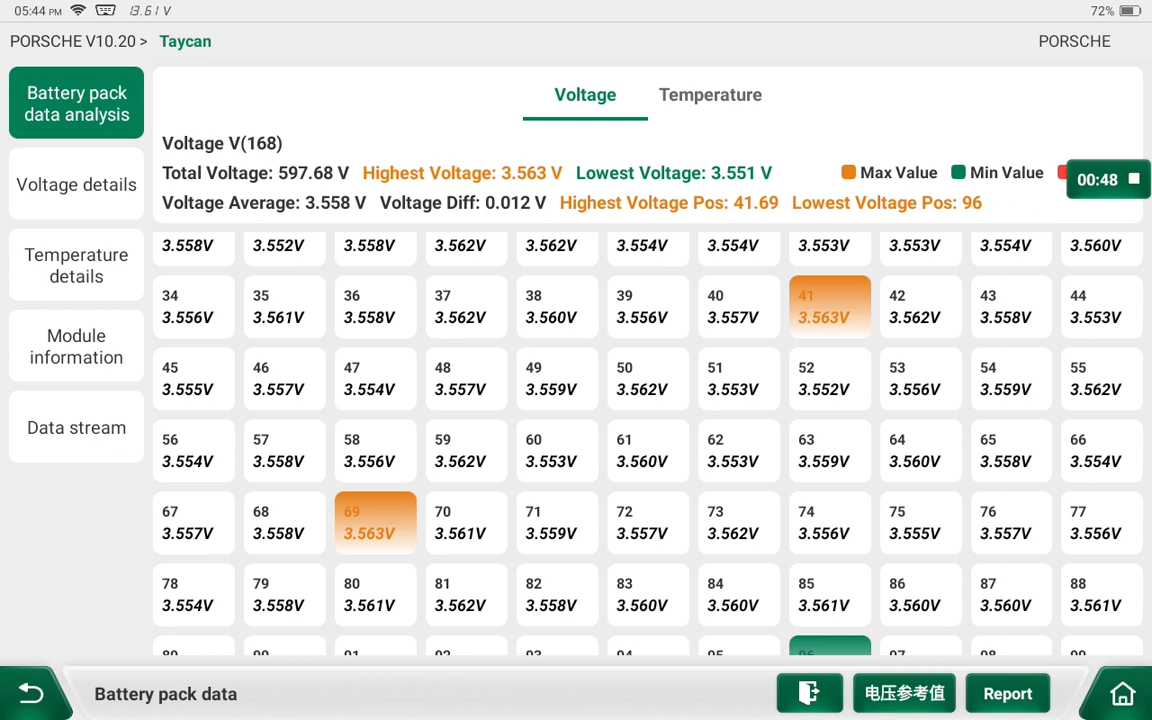 05:44 PM 13.61V 72%
PORSCHE V10.20 > Taycan PORSCHE
Battery pack data analysis
Voltage details
Temperature details
Module information
Data stream
Voltage Temperature
Voltage V(168)
Total Voltage: 597.68 V Highest Voltage: 3.563 V Lowest Voltage: 3.551 V Max Value Min Value
00:48
Voltage Average: 3.558 V Voltage Diff: 0.012 V Highest Voltage Pos: 41.69 Lowest Voltage Pos: 96
3.558V 3.552V 3.558V 3.562V 3.562V 3.554V 3.554V 3.553V 3.553V 3.554V 3.560V
34 35 36 37 38 39 40 41 42 43 44
3.556V 3.561V 3.558V 3.562V 3.560V 3.556V 3.557V 3.563V 3.562V 3.558V 3.553V
45 46 47 48 49 50 51 52 53 54 55
3.555V 3.557V 3.554V 3.557V 3.559V 3.562V 3.553V 3.552V 3.556V 3.559V 3.562V
56 57 58 59 60 61 62 63 64 65 66
3.554V 3.558V 3.556V 3.562V 3.553V 3.560V 3.553V 3.559V 3.560V 3.558V 3.554V
67 68 69 70 71 72 73 74 75 76 77
3.557V 3.558V 3.563V 3.561V 3.559V 3.557V 3.562V 3.556V 3.555V 3.557V 3.556V
78 79 80 81 82 83 84 85 86 87 88
3.554V 3.558V 3.561V 3.562V 3.558V 3.560V 3.560V 3.561V 3.560V 3.560V 3.561V
89 90 91 92 93 94 95 96 97 98 99
Battery pack data
电压参考值
Report